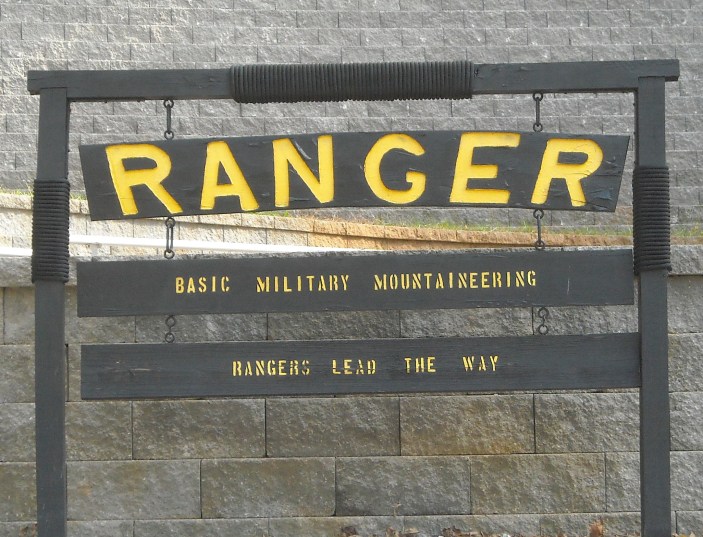 RANGER
BASIC MILITARY MOUNTAINEERING
RANGERS LEAD THE WAY